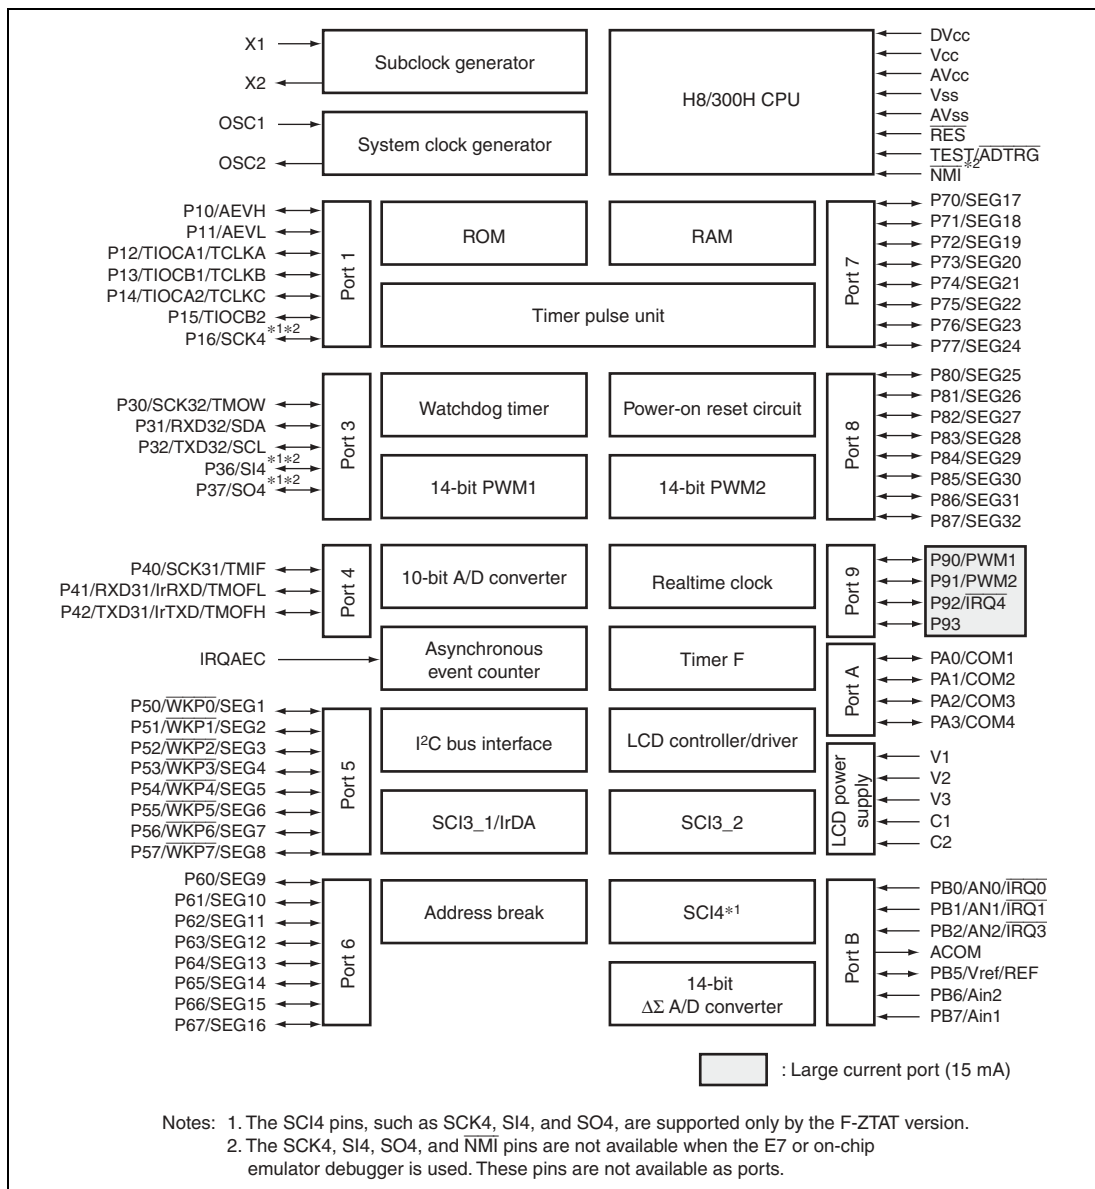 X1
X2
OSC1
OSC2
Subclock generator
System clock generator
H8/300H CPU
DVcc
Vcc
AVcc
Vss
AVss
RES
TEST/ADTRG
NMI*2
P10/AEVH
P11/AEVL
P12/TIOCA1/TCLKA
P13/TIOCB1/TCLKB
P14/TIOCA2/TCLKC
P15/TIOCB2
P16/SCK4*1*2
Port 1
ROM
RAM
Timer pulse unit
Port 7
P70/SEG17
P71/SEG18
P72/SEG19
P73/SEG20
P74/SEG21
P75/SEG22
P76/SEG23
P77/SEG24
P30/SCK32/TMOW
P31/RXD32/SDA
P32/TXD32/SCL
P36/SI4*1*2
P37/SO4*1*2
Port 3
Watchdog timer
Power-on reset circuit
14-bit PWM1
14-bit PWM2
Port 8
P80/SEG25
P81/SEG26
P82/SEG27
P83/SEG28
P84/SEG29
P85/SEG30
P86/SEG31
P87/SEG32
P40/SCK31/TMIF
P41/RXD31/IrRXD/TMOFL
P42/TXD31/IrTXD/TMOFH
Port 4
10-bit A/D converter
Realtime clock
Port 9
P90/PWM1
P91/PWM2
P92/IRQ4
P93
IRQAEC
Asynchronous
event counter
Timer F
Port A
PA0/COM1
PA1/COM2
PA2/COM3
PA3/COM4
P50/WKP0/SEG1
P51/WKP1/SEG2
P52/WKP2/SEG3
P53/WKP3/SEG4
P54/WKP4/SEG5
P55/WKP5/SEG6
P56/WKP6/SEG7
P57/WKP7/SEG8
Port 5
I²C bus interface
LCD controller/driver
SCI3_1/IrDA
SCI3_2
LCD power
supply
V1
V2
V3
C1
C2
P60/SEG9
P61/SEG10
P62/SEG11
P63/SEG12
P64/SEG13
P65/SEG14
P66/SEG15
P67/SEG16
Port 6
Address break
SCI4*1
14-bit
ΔΣ A/D converter
Port B
PB0/AN0/IRQ0
PB1/AN1/IRQ1
PB2/AN2/IRQ3
ACOM
PB5/Vref/REF
PB6/Ain2
PB7/Ain1
: Large current port (15 mA)
Notes: 1. The SCI4 pins, such as SCK4, SI4, and SO4, are supported only by the F-ZTAT version.
2. The SCK4, SI4, SO4, and NMI pins are not available when the E7 or on-chip
emulator debugger is used. These pins are not available as ports.